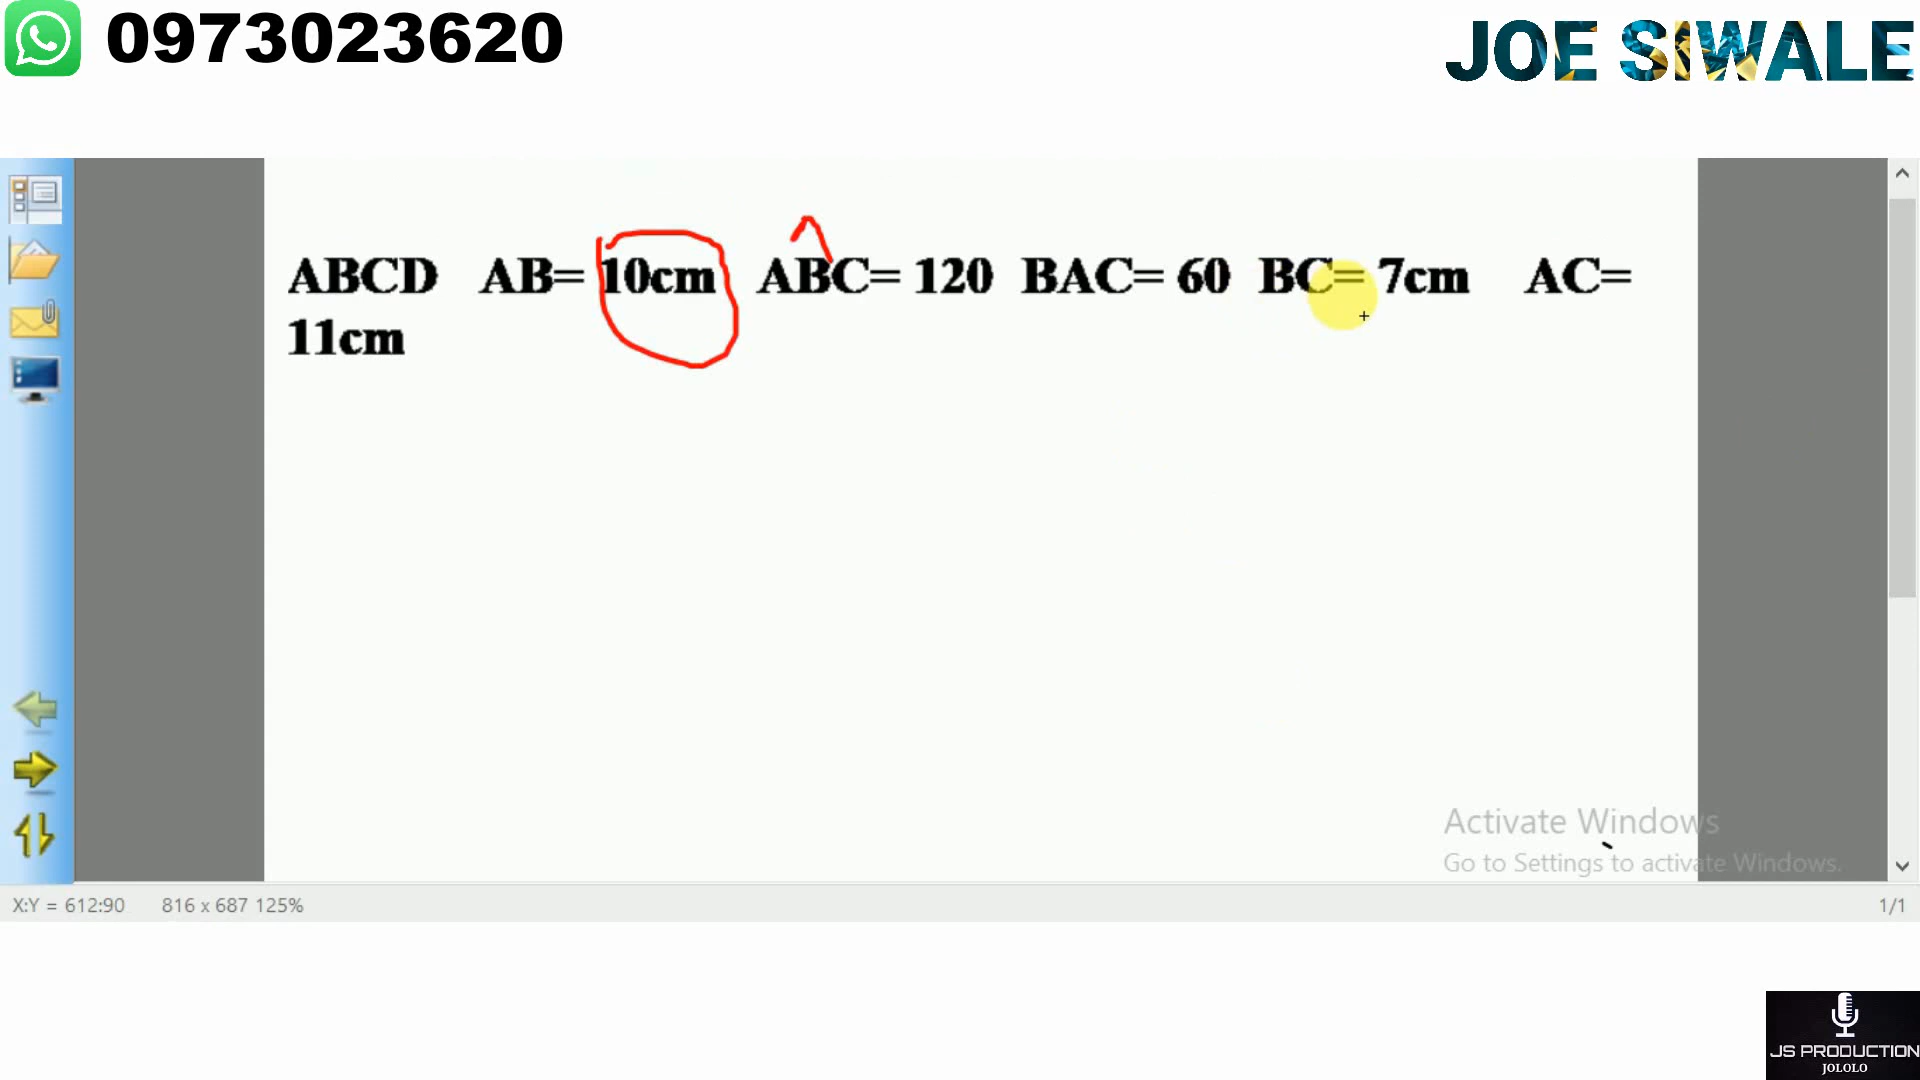 0973023620
JOE SIWALE
ABCD AB= 10cm ABC= 120 BAC= 60 BC= 7cm AC=
11cm
Activate Windows
Go to Settings to activate Windows.
X:Y = 612:90 816 x 687 125% 1/1
JS PRODUCTION
JOLOLO